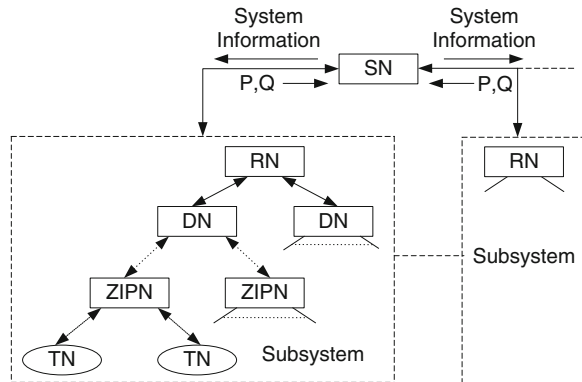 System
Information
System
Information
SN
P,Q
P,Q
RN
RN
DN
DN
Subsystem
ZIPN
ZIPN
TN
TN
Subsystem